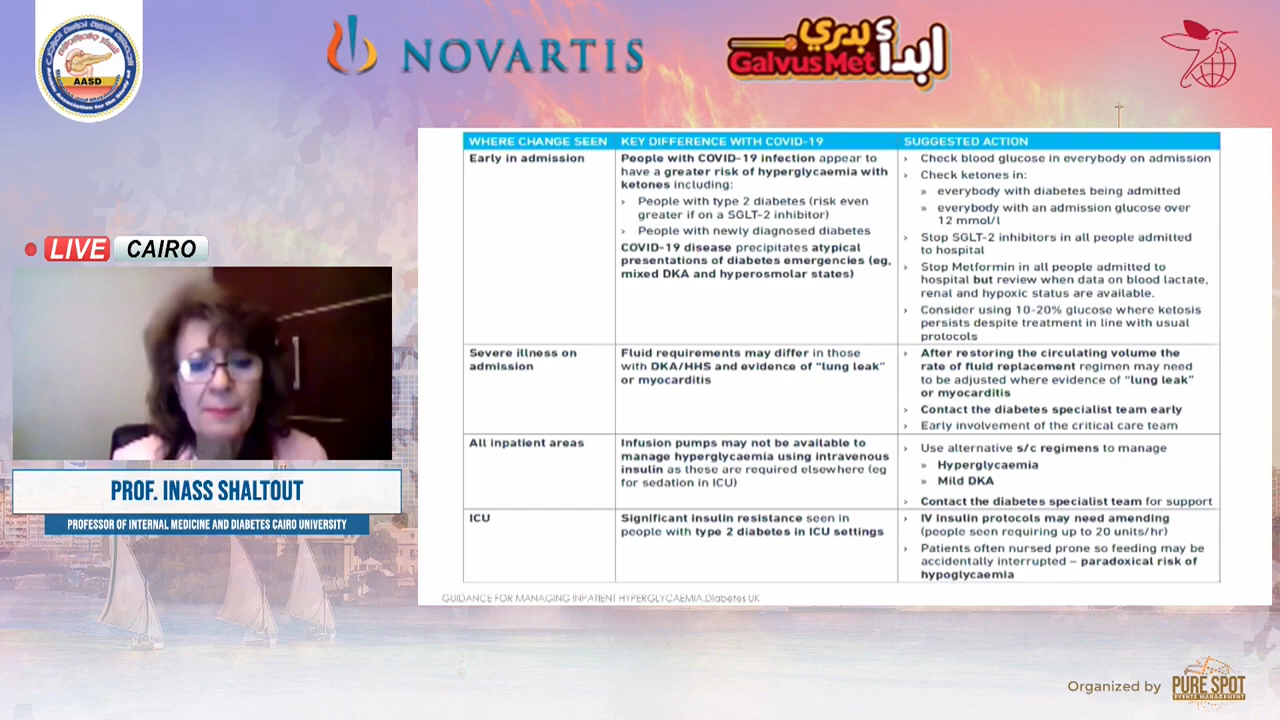 AASD
NOVARTIS
ابدأ بدري
GalvusMet
LIVE CAIRO
PROF. INASS SHALTOUT
PROFESSOR OF INTERNAL MEDICINE AND DIABETES CAIRO UNIVERSITY
WHERE CHANGE SEEN
KEY DIFFERENCE WITH COVID-19
SUGGESTED ACTION
Early in admission
People with COVID-19 infection appear to
have a greater risk of hyperglycaemia with
ketones including:
› People with type 2 diabetes (risk even
greater if on a SGLT-2 inhibitor)
› People with newly diagnosed diabetes
COVID-19 disease precipitates atypical
presentations of diabetes emergencies (eg,
mixed DKA and hyperosmolar states)
› Check blood glucose in everybody on admission
› Check ketones in:
» everybody with diabetes being admitted
» everybody with an admission glucose over
12 mmol/l
› Stop SGLT-2 inhibitors in all people admitted
to hospital
› Stop Metformin in all people admitted to
hospital but review when data on blood lactate,
renal and hypoxic status are available.
› Consider using 10-20% glucose where ketosis
persists despite treatment in line with usual
protocols
Severe illness on
admission
Fluid requirements may differ in those
with DKA/HHS and evidence of “lung leak”
or myocarditis
› After restoring the circulating volume the
rate of fluid replacement regimen may need
to be adjusted where evidence of “lung leak”
or myocarditis
› Contact the diabetes specialist team early
› Early involvement of the critical care team
All inpatient areas
Infusion pumps may not be available to
manage hyperglycaemia using intravenous
insulin as these are required elsewhere (eg
for sedation in ICU)
› Use alternative s/c regimens to manage
» Hyperglycaemia
» Mild DKA
› Contact the diabetes specialist team for support
ICU
Significant insulin resistance seen in
people with type 2 diabetes in ICU settings
› IV insulin protocols may need amending
(people seen requiring up to 20 units/hr)
› Patients often nursed prone so feeding may be
accidentally interrupted – paradoxical risk of
hypoglycaemia
GUIDANCE FOR MANAGING INPATIENT HYPERGLYCAEMIA.Diabetes UK
Organized by PURE SPOT
EVENTS MANAGEMENT